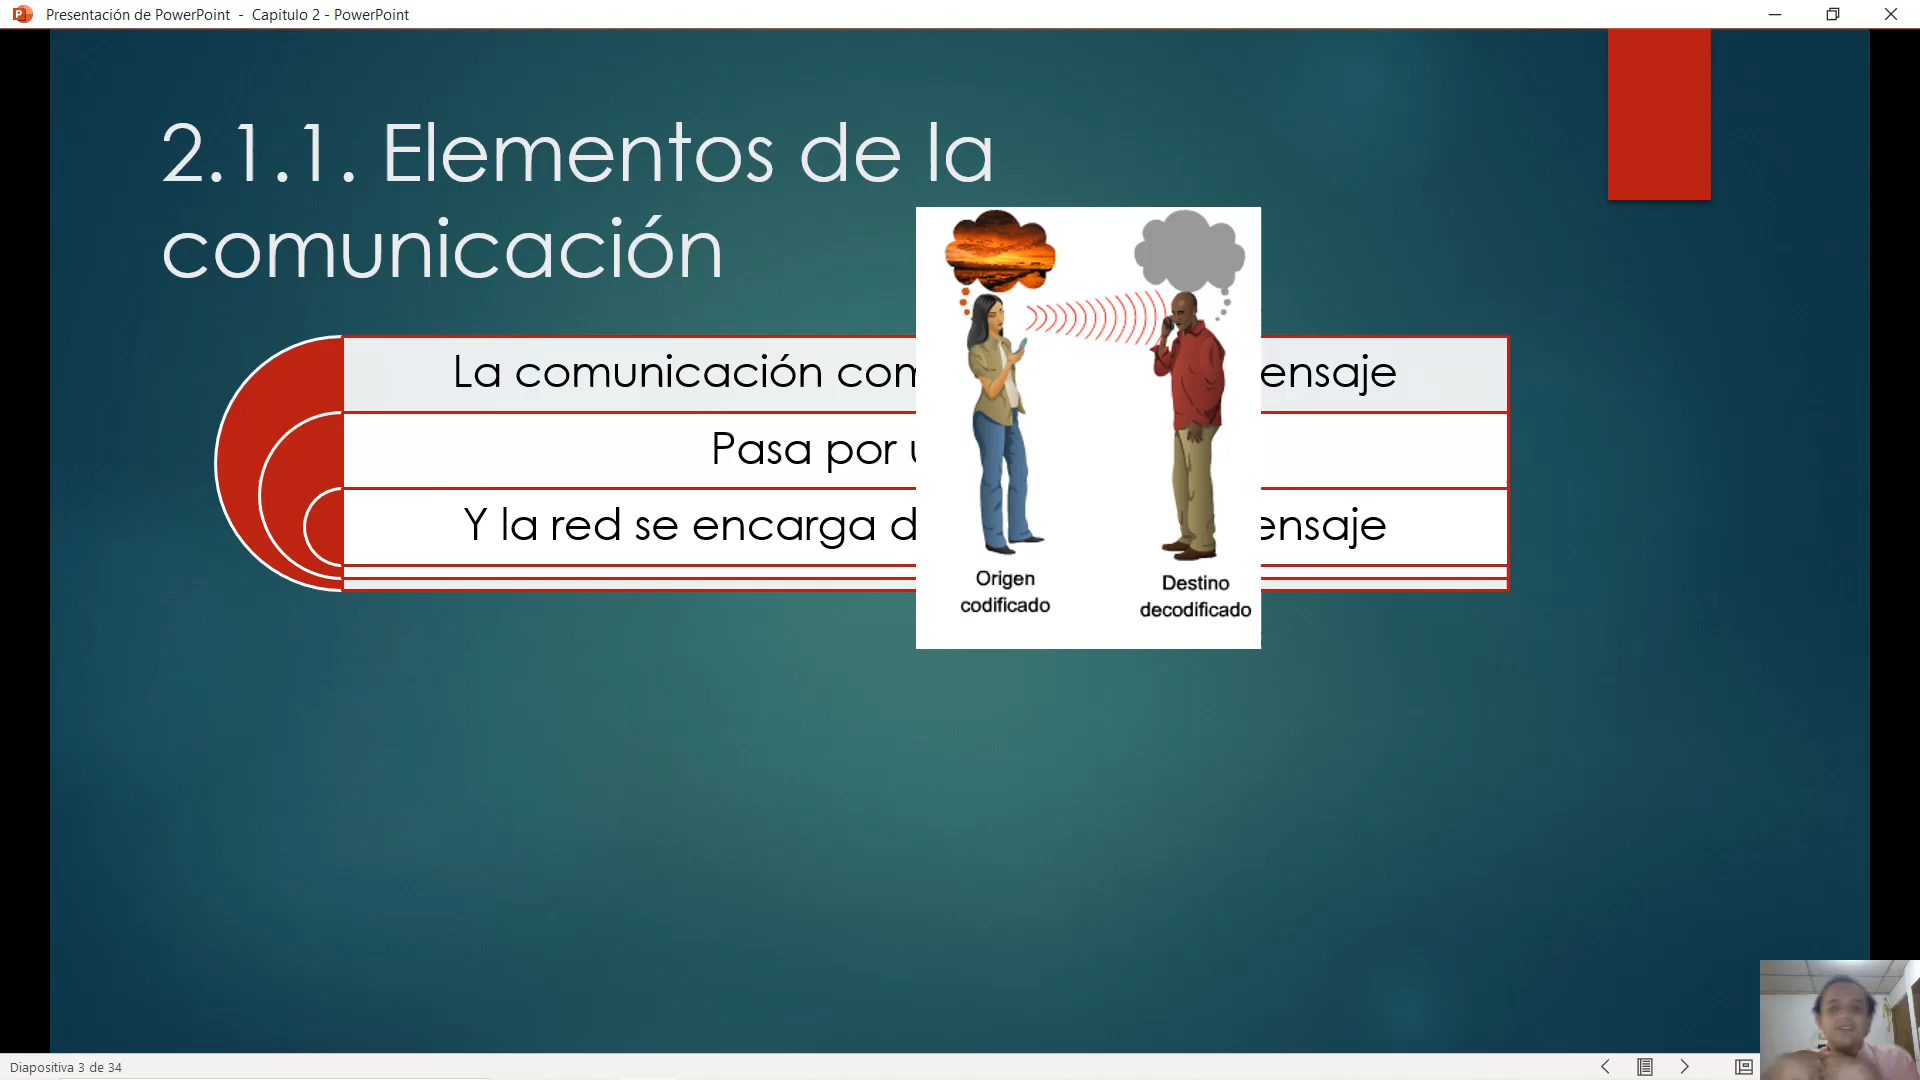 Presentación de PowerPoint - Capitulo 2 - PowerPoint
2.1.1. Elementos de la
comunicación
La comunicación com ensaje
Pasa por u
Y la red se encarga d ensaje
Origen
codificado
Destino
decodificado
Diapositiva 3 de 34